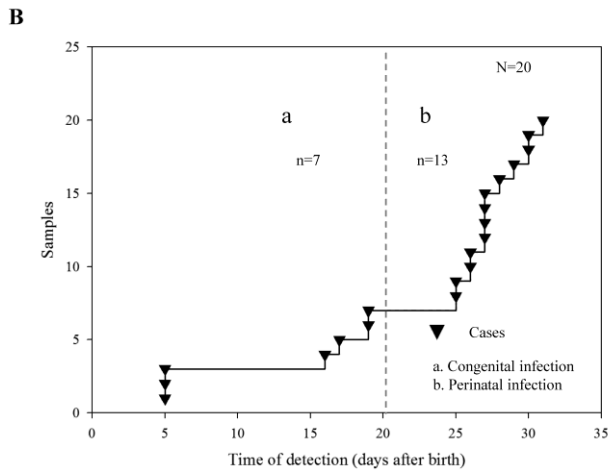 B
25
N=20
a
b
20
n=7
n=13
15
Samples
10
5
Cases
a. Congenital infection
b. Perinatal infection
0
0 5 10 15 20 25 30 35
Time of detection (days after birth)